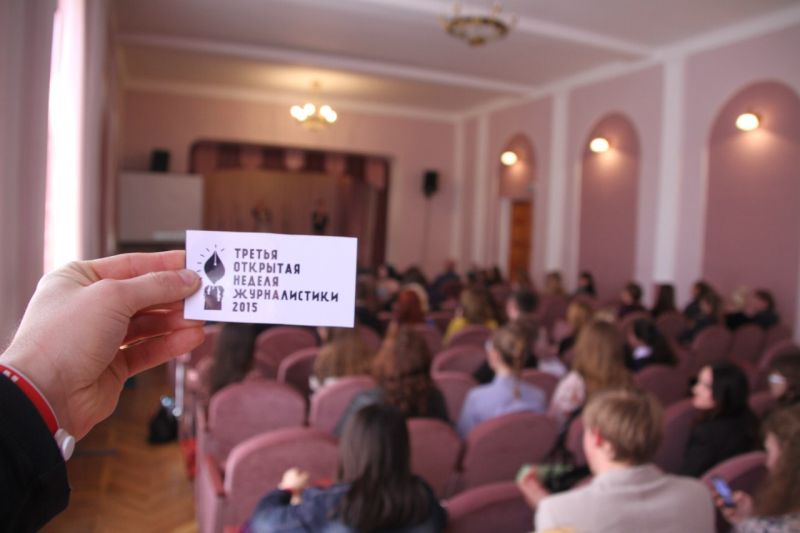 ТРЕТЬЯ
ОТКРЫТАЯ
НЕДЕЛЯ
ЖУРНАЛИСТИКИ
2015